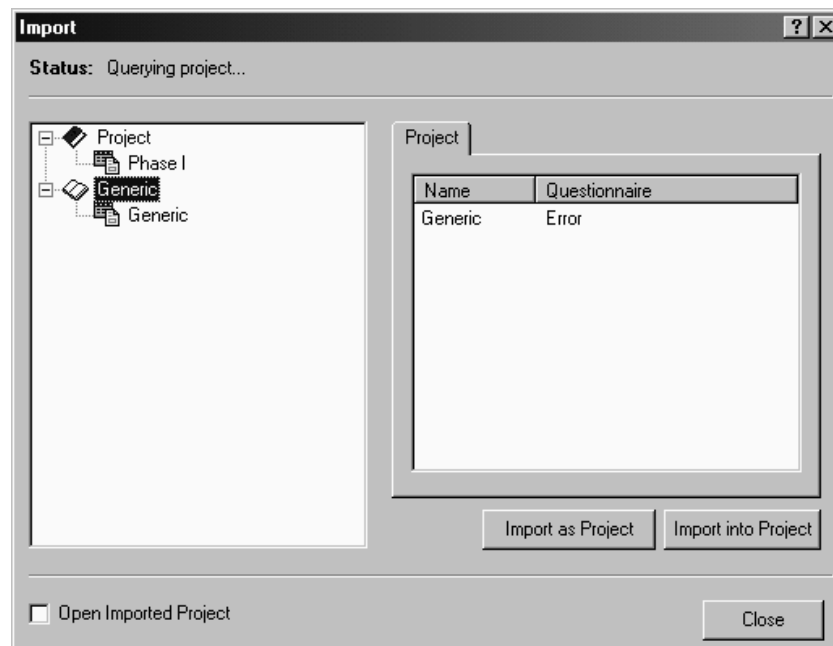 Import
Status: Querying project...
Project
Phase I
Generic
Generic
Project
Name Questionnaire
Generic Error
Import as Project Import into Project
Open Imported Project
Close